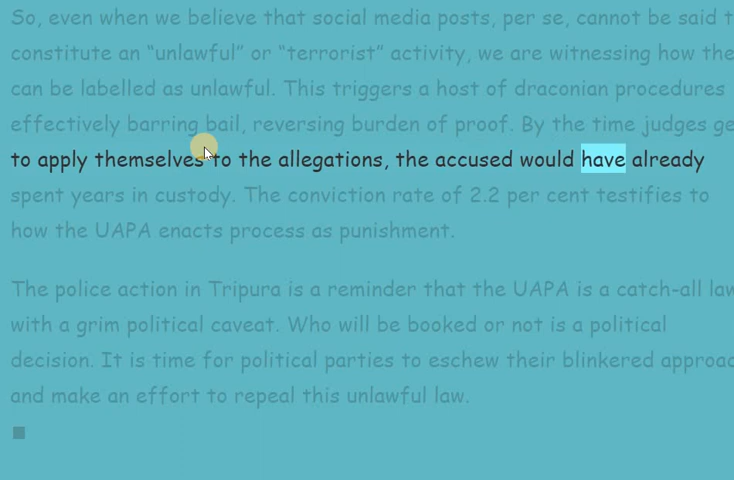 So, even when we believe that social media posts, per se, cannot be said
constitute an “unlawful” or “terrorist” activity, we are witnessing how
can be labelled as unlawful. This triggers a host of draconian procedures
effectively barring bail, reversing burden of proof. By the time judges
to apply themselves to the allegations, the accused would have already
spent years in custody. The conviction rate of 2.2 per cent testifies to
how the UAPA enacts process as punishment.
The police action in Tripura is a reminder that the UAPA is a catch-all
with a grim political caveat. Who will be booked or not is a political
decision. It is time for political parties to eschew their blinkered
and make an effort to repeal this unlawful law.